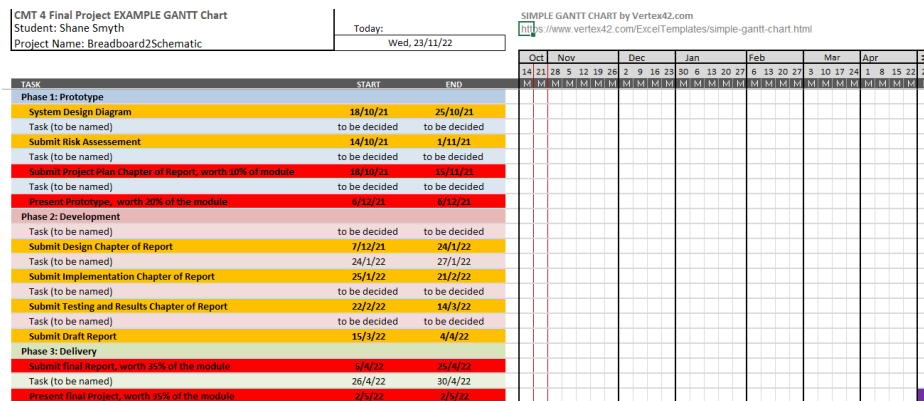 CMT 4 Final Project EXAMPLE GANTT Chart
SIMPLE GANTT CHART by Vertex42.com
Student: Shane Smyth
Today:
https://www.vertex42.com/ExcelTemplates/simple-gantt-chart.html
Project Name: Breadboard2Schematic
Wed, 23/11/22
Oct Nov Dec Jan Feb Mar Apr
14 21 28 5 12 19 26 2 9 16 23 30 6 13 20 27 6 13 20 27 3 10 17 24 1 8 15 22
TASK START END M M M M M M M M M M M M M M M M M M M M M M M M M M M M
Phase 1: Prototype
System Design Diagram 18/10/21 25/10/21
Task (to be named) to be decided to be decided
Submit Risk Assessement 14/10/21 1/11/21
Task (to be named) to be decided to be decided
Submit Project Plan Chapter of Report, worth 10% of module 18/10/21 15/11/21
Task (to be named) to be decided to be decided
Present Prototype, worth 20% of the module 6/12/21 6/12/21
Phase 2: Development
Task (to be named) to be decided to be decided
Submit Design Chapter of Report 7/12/21 24/1/22
Task (to be named) 24/1/22 27/1/22
Submit Implementation Chapter of Report 25/1/22 21/2/22
Task (to be named) to be decided to be decided
Submit Testing and Results Chapter of Report 22/2/22 14/3/22
Task (to be named) to be decided to be decided
Submit Draft Report 15/3/22 4/4/22
Phase 3: Delivery
Submit final Report, worth 35% of the module 5/4/22 25/4/22
Task (to be named) 26/4/22 30/4/22
Present final Project, worth 35% of the module 2/5/22 2/5/22